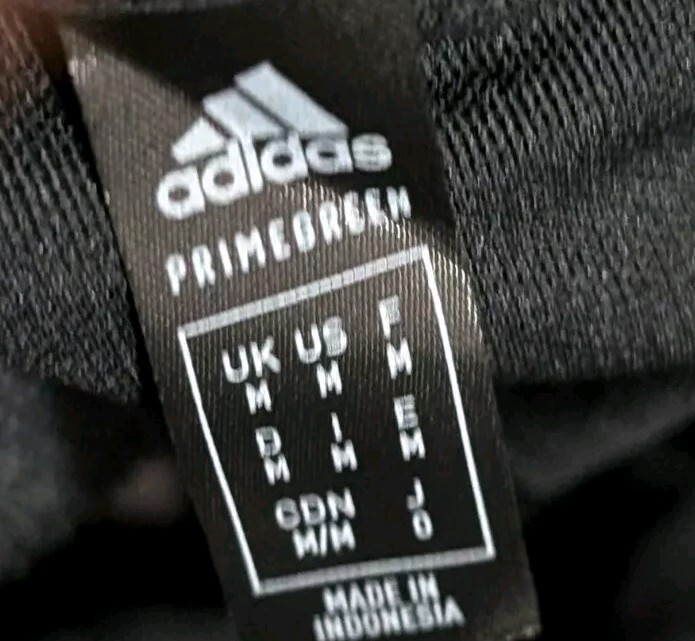 adidas
PRIMEGREEN
UK US F
M M M
D I E
M M M
CDN J
M/M O
MADE IN
INDONESIA